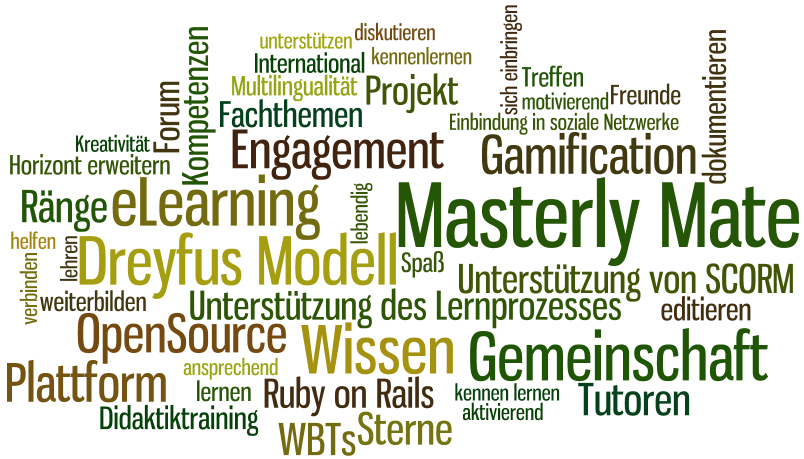 unterstützen
diskutieren
International
kennenlernen
Multilingualität
Projekt
Fachthemen
Forum
Kompetenzen
Kreativität
Horizont erweitern
Engagement
sich einbringen
Treffen
motivierend
Freunde
Einbindung in soziale Netzwerke
dokumentieren
Gamification
Ränge
eLearning
lebendig
Masterly Mate
helfen
lehren
verbinden
Dreyfus Modell
Spaß
Unterstützung von SCORM
weiterbilden
Unterstützung des Lernprozesses
editieren
OpenSource
Wissen
Gemeinschaft
Plattform
ansprechend
lernen
Ruby on Rails
kennen lernen
aktivierend
Tutoren
Didaktiktraining
WBTs
Sterne